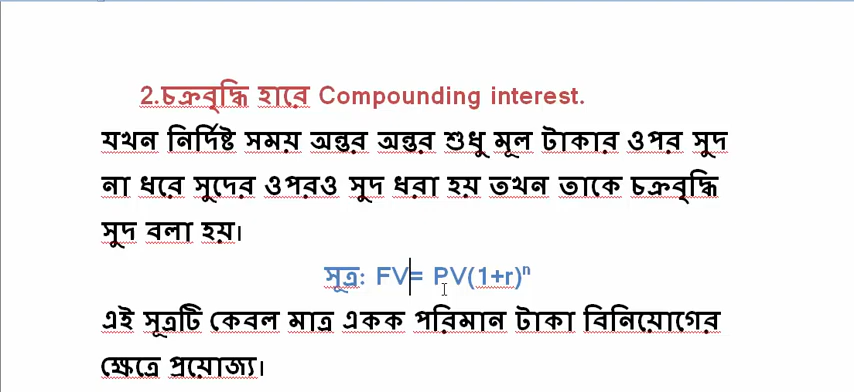 2.চক্রবৃদ্ধি হারে Compounding interest.
যখন নির্দিষ্ট সময় অন্তর অন্তর শুধু মূল টাকার ওপর সুদ
না ধরে সুদের ওপরও সুদ ধরা হয় তখন তাকে চক্রবৃদ্ধি
সুদ বলা হয়।
সূত্র: FV= PV(1+r)ⁿ
এই সূত্রটি কেবল মাত্র একক পরিমান টাকা বিনিয়োগের
ক্ষেত্রে প্রযোজ্য।